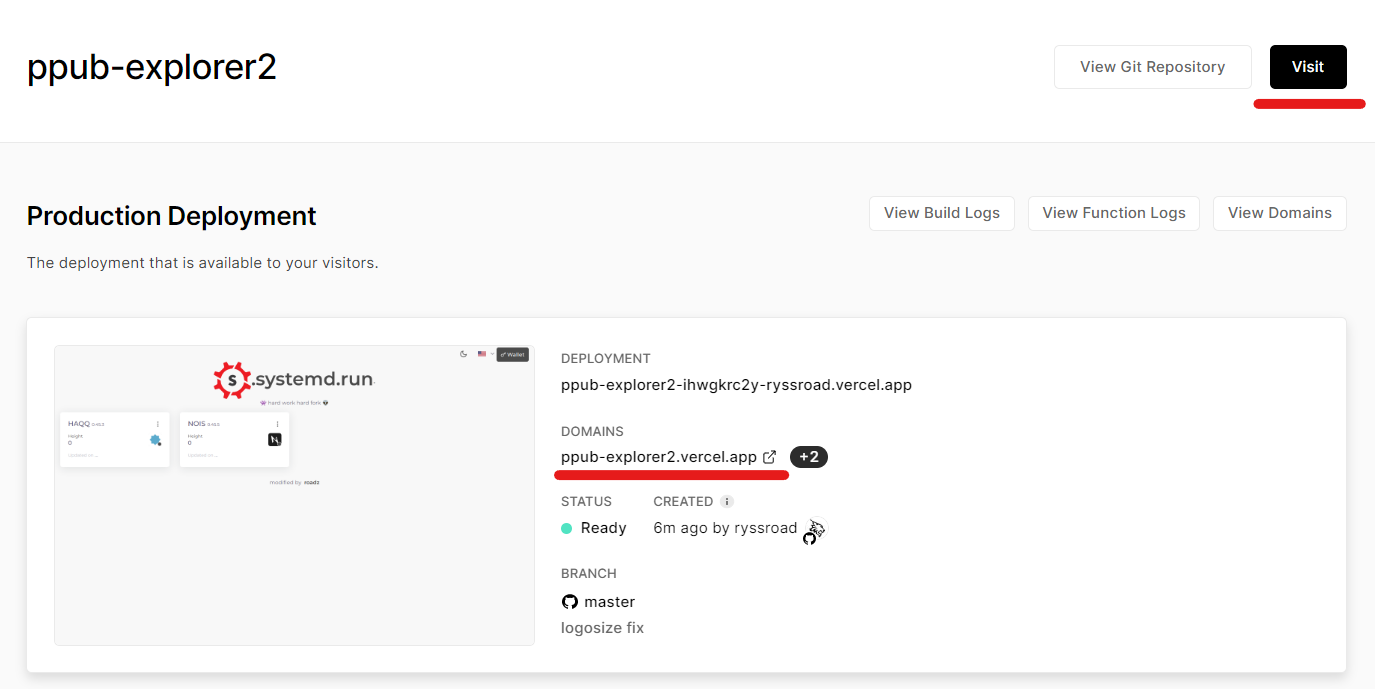 ppub-explorer2
View Git Repository
Visit
Production Deployment
View Build Logs
View Function Logs
View Domains
The deployment that is available to your visitors.
Wallet
S.systemd.run
hard work hard fork
HAQQ
Height
0
NOIS
Height
0
modified by
DEPLOYMENT
ppub-explorer2-ihwgkrc2y-ryssroad.vercel.app
DOMAINS
ppub-explorer2.vercel.app +2
STATUS
Ready
CREATED
6m ago by ryssroad
BRANCH
master
logosize fix